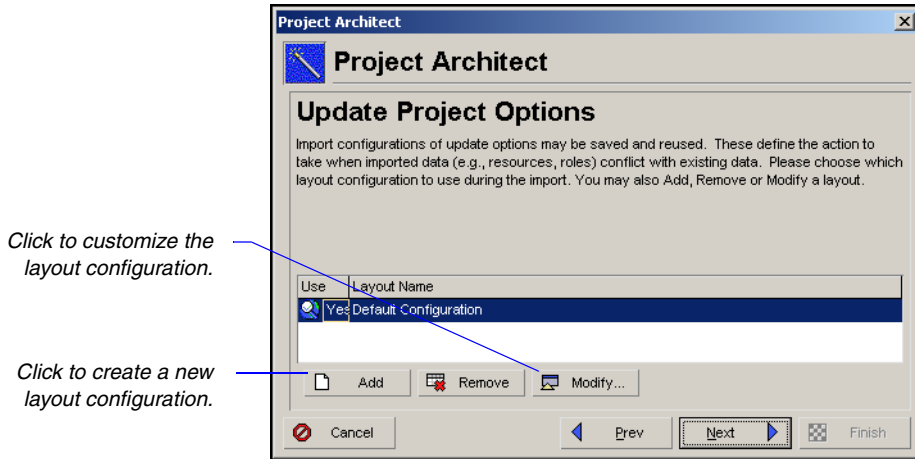 Project Architect
Project Architect
Update Project Options
Import configurations of update options may be saved and reused. These define the action to
take when imported data (e.g., resources, roles) conflict with existing data. Please choose which
layout configuration to use during the import. You may also Add, Remove or Modify a layout.
Click to customize the
layout configuration.
Use Layout Name
Yes Default Configuration
Click to create a new
layout configuration.
Add Remove Modify...
Cancel Prev Next Finish